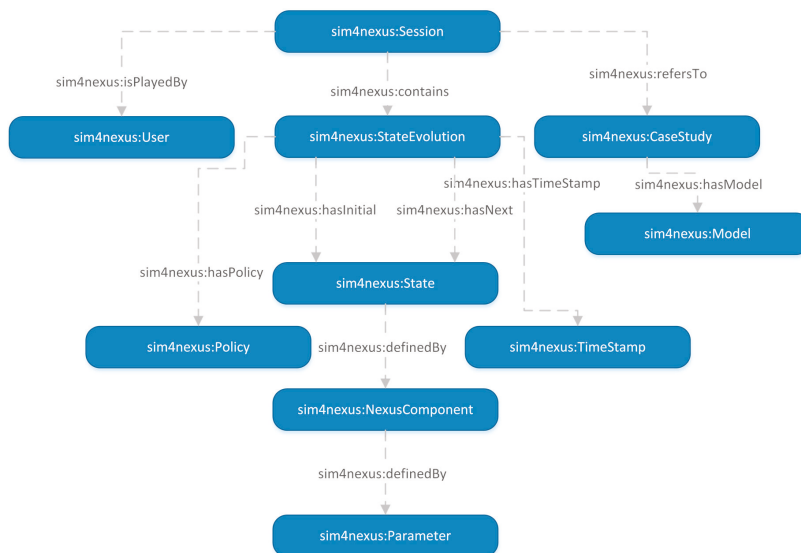 sim4nexus:Session
sim4nexus:isPlayedBy
sim4nexus:contains
sim4nexus:refersTo
sim4nexus:User
sim4nexus:StateEvolution
sim4nexus:CaseStudy
sim4nexus:hasTimeStamp
sim4nexus:hasModel
sim4nexus:hasInitial
sim4nexus:hasNext
sim4nexus:Model
sim4nexus:hasPolicy
sim4nexus:State
sim4nexus:Policy
sim4nexus:definedBy
sim4nexus:TimeStamp
sim4nexus:NexusComponent
sim4nexus:definedBy
sim4nexus:Parameter